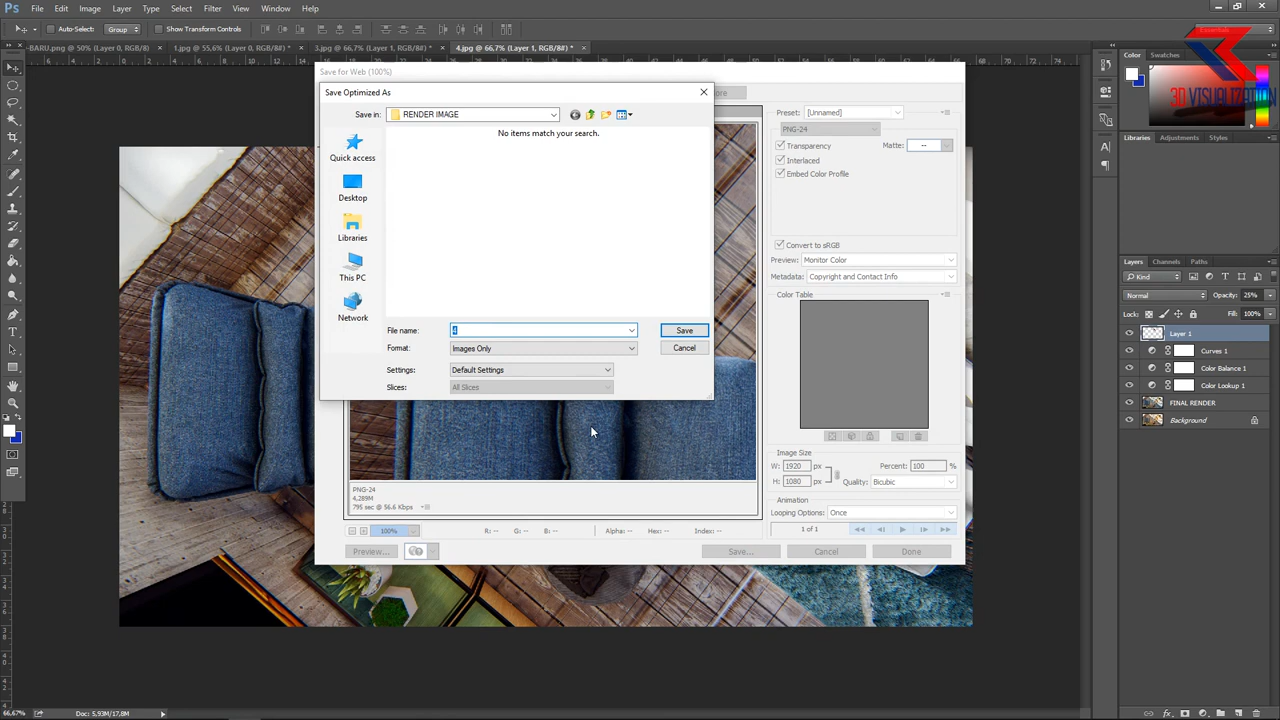 Ps File Edit Image Layer Type Select Filter View Window Help
Auto-Select: Group Show Transform Controls Essentials
-BARU.png @ 50% (Layer 0, RGB/8) × 1.jpg @ 55,6% (Layer 0, RGB/8#) * × 3.jpg @ 66,7% (Layer 1, RGB/8#) * × 4.jpg @ 66,7% (Layer 1, RGB/8#) * ×
Color Swatches
3D VISUALIZATION
Libraries Adjustments Styles
Save for Web (100%)
Save Optimized As
Save in: RENDER IMAGE
No items match your search.
Quick access
Desktop
Libraries
This PC
Network
File name: 4
Save
Format: Images Only
Cancel
Settings: Default Settings
Slices: All Slices
Preset: [Unnamed]
PNG-24
Transparency Matte: --
Interlaced
Embed Color Profile
Convert to sRGB
Preview: Monitor Color
Metadata: Copyright and Contact Info
Color Table
Image Size
W: 1920 px Percent: 100 %
H: 1080 px Quality: Bicubic
Animation
Looping Options: Once
1 of 1
PNG-24
4,289M
795 sec @ 56.6 Kbps
100% R: -- G: -- B: -- Alpha: -- Hex: -- Index: --
Preview... Save... Cancel Done
Layers Channels Paths
Kind
Normal Opacity: 25%
Lock: Fill: 100%
Layer 1
Curves 1
Color Balance 1
Color Lookup 1
FINAL RENDER
Background
66,67% Doc: 5,93M/17,8M